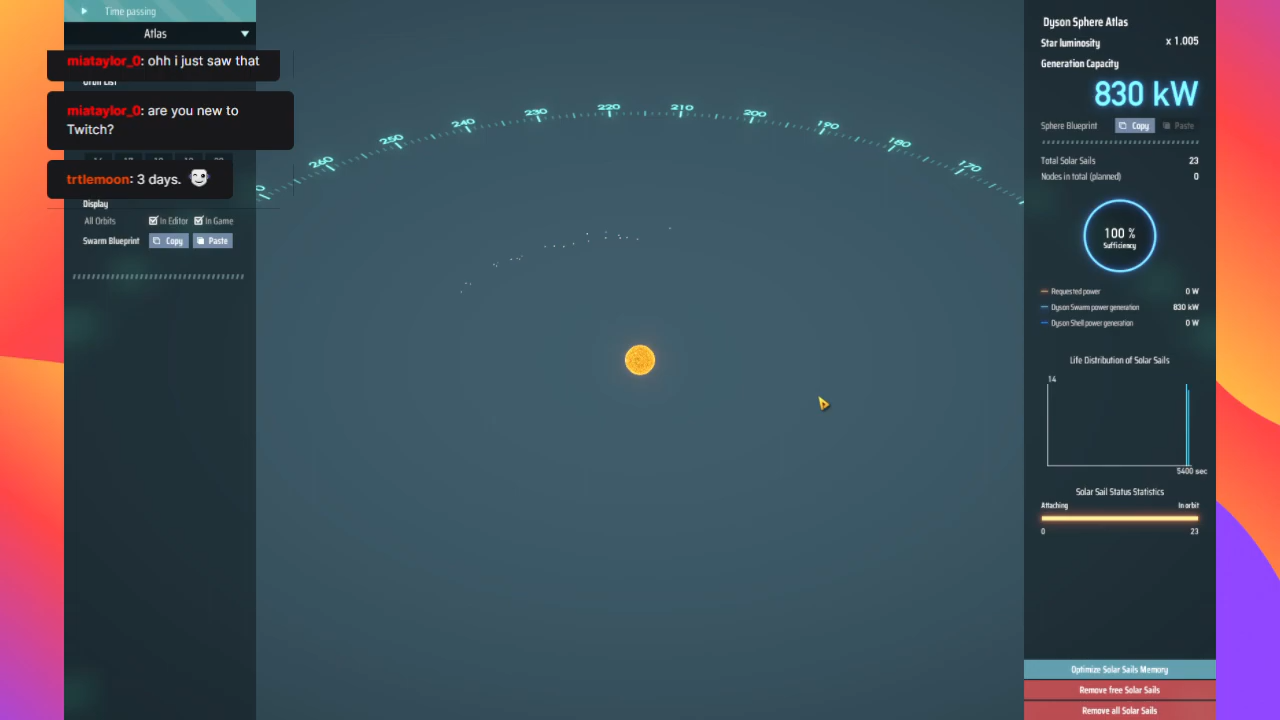 Time passing
Atlas
miataylor_0: ohh i just saw that
Orbit List
miataylor_0: are you new to
Twitch?
trtlemoon: 3 days.
Display
All Orbits In Editor In Game
Swarm Blueprint Copy Paste
260
250
240
230
220
210
200
190
180
170
Dyson Sphere Atlas
Star luminosity x 1.005
Generation Capacity
830 kW
Sphere Blueprint Copy Paste
Total Solar Sails 23
Nodes in total (planned) 0
100 %
Sufficiency
Requested power 0 W
Dyson Swarm power generation 830 kW
Dyson Shell power generation 0 W
Life Distribution of Solar Sails
14
5400 sec
Solar Sail Status Statistics
Attaching In orbit
0 23
Optimize Solar Sails Memory
Remove free Solar Sails
Remove all Solar Sails